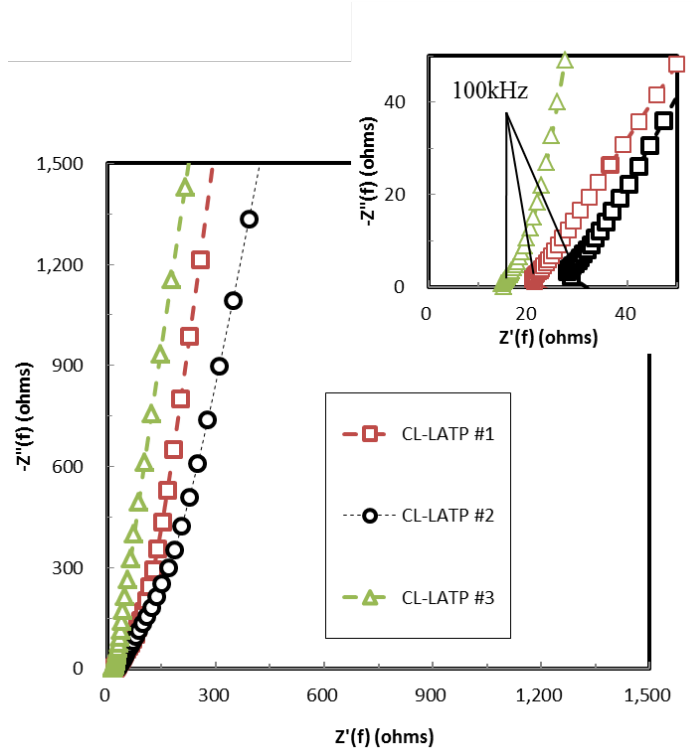 40
20
0
0
20
40
-Z"(f) (ohms)
Z'(f) (ohms)
100kHz
1,500
1,200
900
600
300
0
0
300
600
900
1,200
1,500
-Z"(f) (ohms)
Z'(f) (ohms)
CL-LATP #1
CL-LATP #2
CL-LATP #3